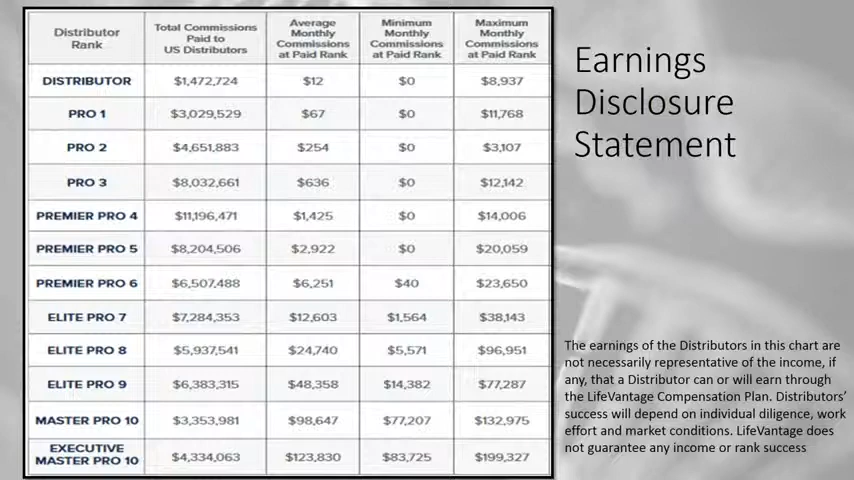 Distributor Rank | Total Commissions Paid to US Distributors | Average Monthly Commissions at Paid Rank | Minimum Monthly Commissions at Paid Rank | Maximum Monthly Commissions at Paid Rank
DISTRIBUTOR | $1,472,724 | $12 | $0 | $8,937
PRO 1 | $3,029,529 | $67 | $0 | $11,768
PRO 2 | $4,651,883 | $254 | $0 | $3,107
PRO 3 | $8,032,661 | $636 | $0 | $12,142
PREMIER PRO 4 | $11,196,471 | $1,425 | $0 | $14,006
PREMIER PRO 5 | $8,204,506 | $2,922 | $0 | $20,059
PREMIER PRO 6 | $6,507,488 | $6,251 | $40 | $23,650
ELITE PRO 7 | $7,284,353 | $12,603 | $1,564 | $38,143
ELITE PRO 8 | $5,937,541 | $24,740 | $5,571 | $96,951
ELITE PRO 9 | $6,383,315 | $48,358 | $14,382 | $77,287
MASTER PRO 10 | $3,353,981 | $98,647 | $77,207 | $132,975
EXECUTIVE MASTER PRO 10 | $4,334,063 | $123,830 | $83,725 | $199,327
Earnings
Disclosure
Statement
The earnings of the Distributors in this chart are
not necessarily representative of the income, if
any, that a Distributor can or will earn through
the LifeVantage Compensation Plan. Distributors'
success will depend on individual diligence, work
effort and market conditions. LifeVantage does
not guarantee any income or rank success